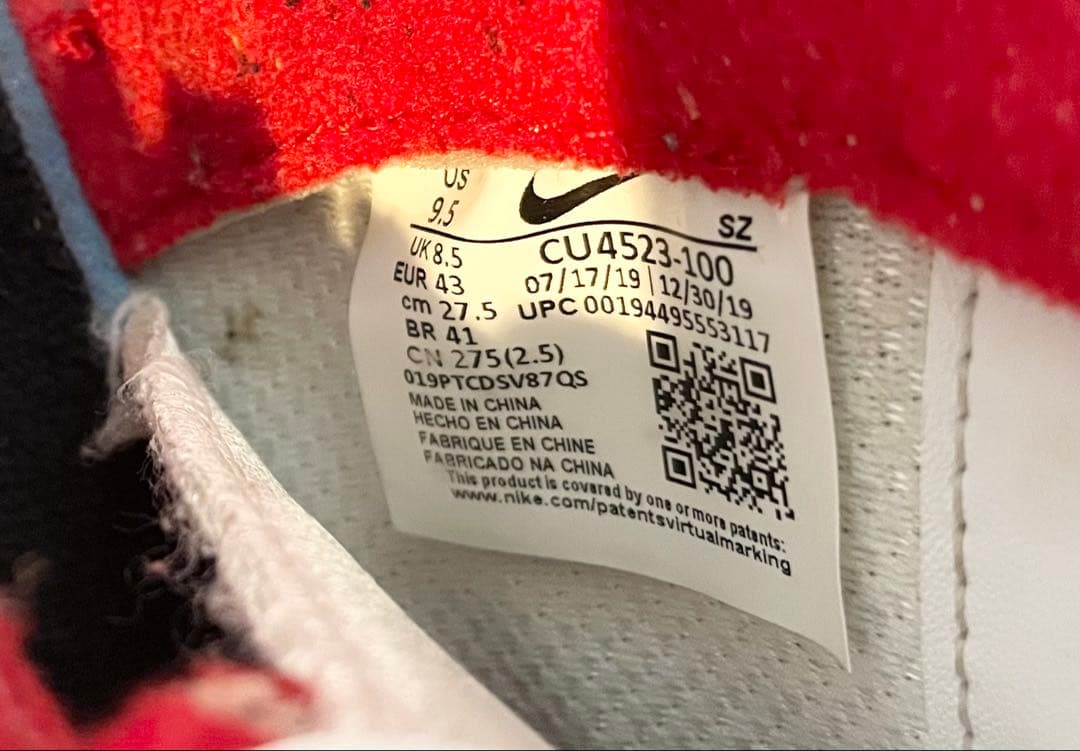 US
9.5
SZ
UK 8.5
CU4523-100
EUR 43
07/17/19 | 12/30/19
cm 27.5
UPC 00194495553117
BR 41
CN 275(2.5)
019PTCDSV87QS
MADE IN CHINA
HECHO EN CHINA
FABRIQUE EN CHINE
FABRICADO NA CHINA
This product is covered by one or more patents:
www.nike.com/patentsvirtualmarking